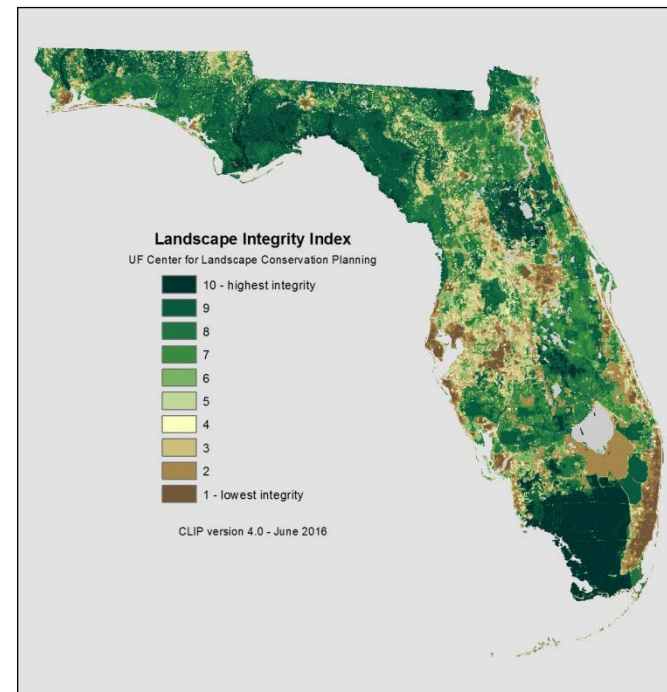 Landscape Integrity Index
UF Center for Landscape Conservation Planning
10 - highest integrity
9
8
7
6
5
4
3
2
1 - lowest integrity
CLIP version 4.0 - June 2016